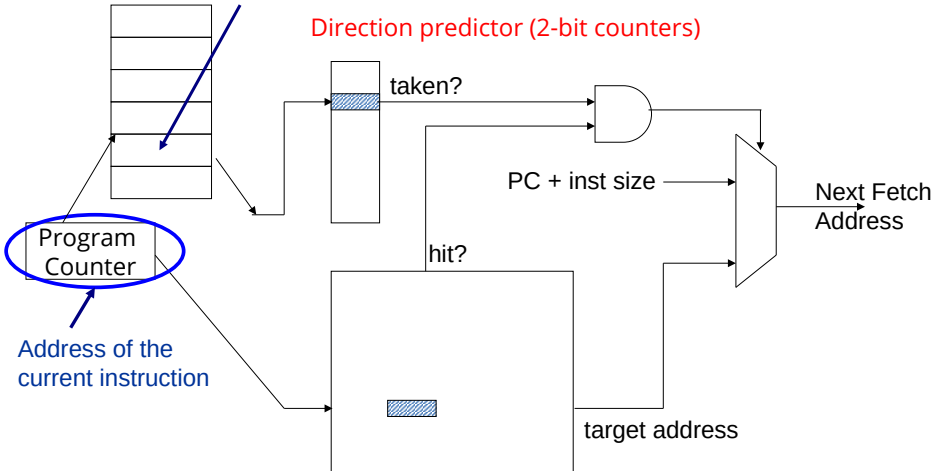 Direction predictor (2-bit counters)
taken?
PC + inst size
Next Fetch
Address
Program
Counter
hit?
Address of the
current instruction
target address